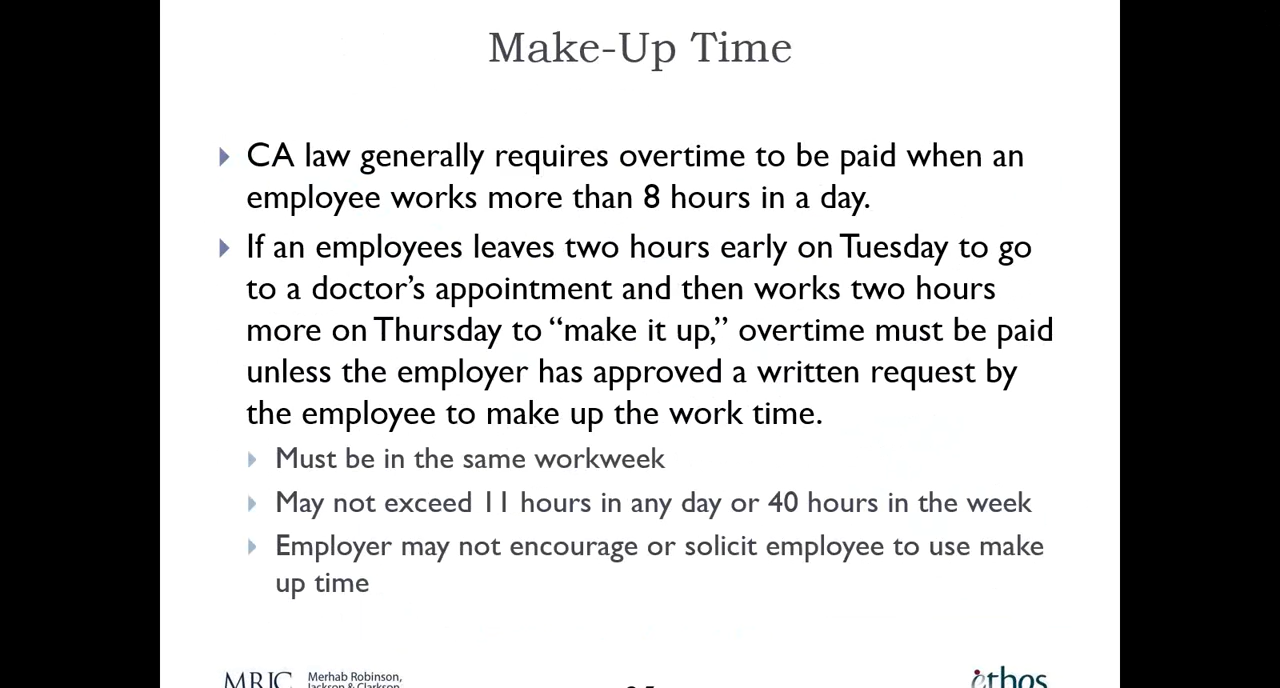 Make-Up Time
CA law generally requires overtime to be paid when an
employee works more than 8 hours in a day.
If an employees leaves two hours early on Tuesday to go
to a doctor’s appointment and then works two hours
more on Thursday to “make it up,” overtime must be paid
unless the employer has approved a written request by
the employee to make up the work time.
Must be in the same workweek
May not exceed 11 hours in any day or 40 hours in the week
Employer may not encourage or solicit employee to use make
up time
MRJC
Merhab Robinson,
Jackson & Clarkson
ethos